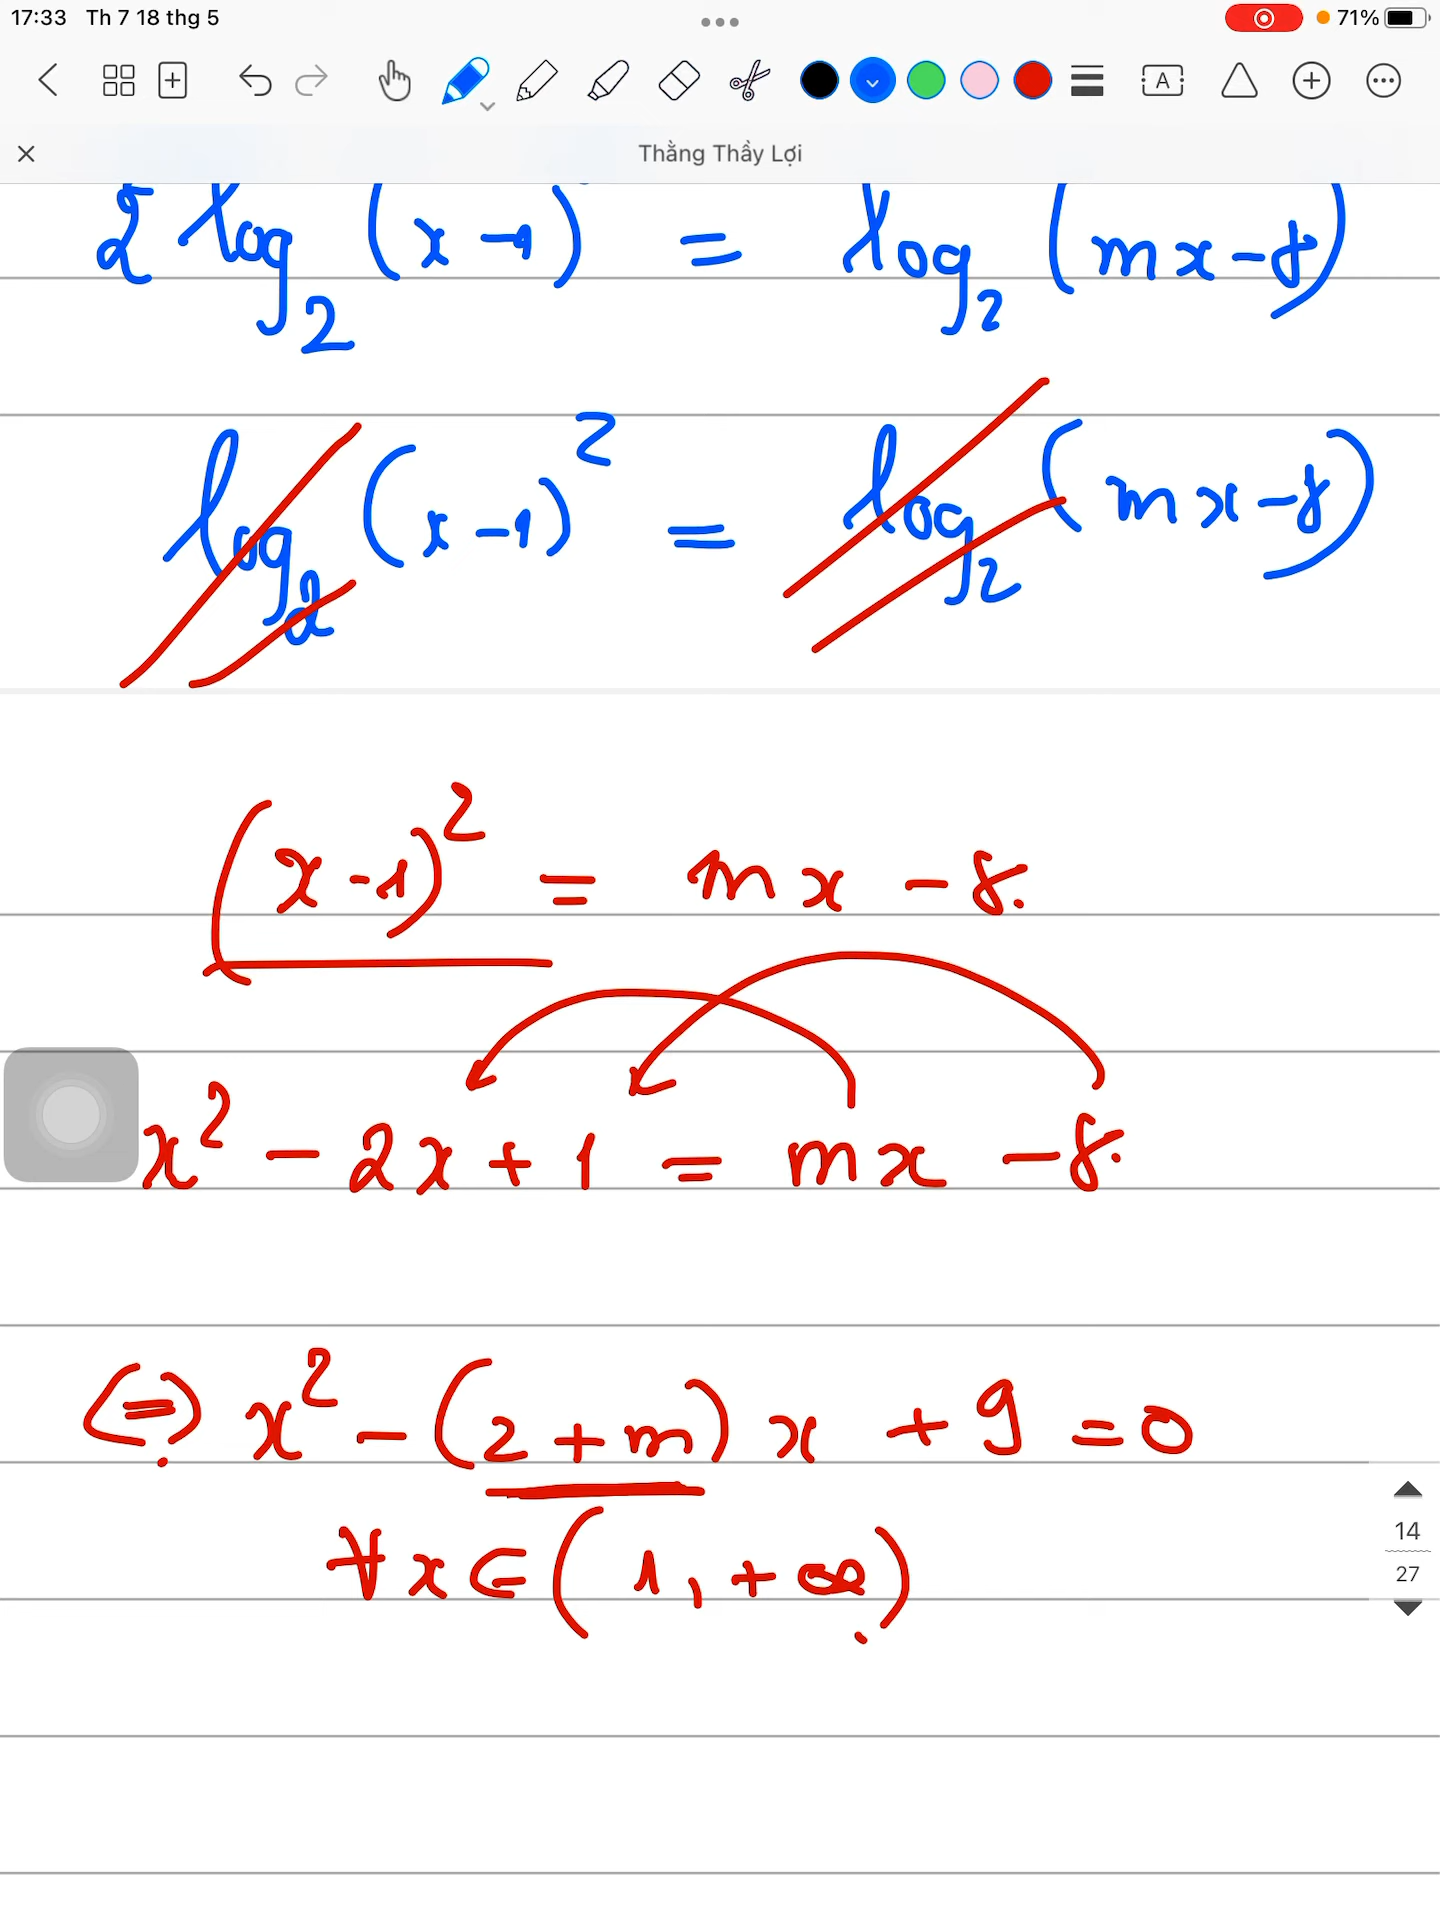 17:33 Th 7 18 thg 5 71%
A
Thằng Thầy Lợi
2 log₂ (x-1) = log₂ (mx-8)
log₂ (x-1)² = log₂ (mx-8)
(x-1)² = mx - 8.
x² - 2x + 1 = mx - 8.
(=) x² - (2+m) x + 9 = 0
∀x ∈ (1, +∞)
14
27